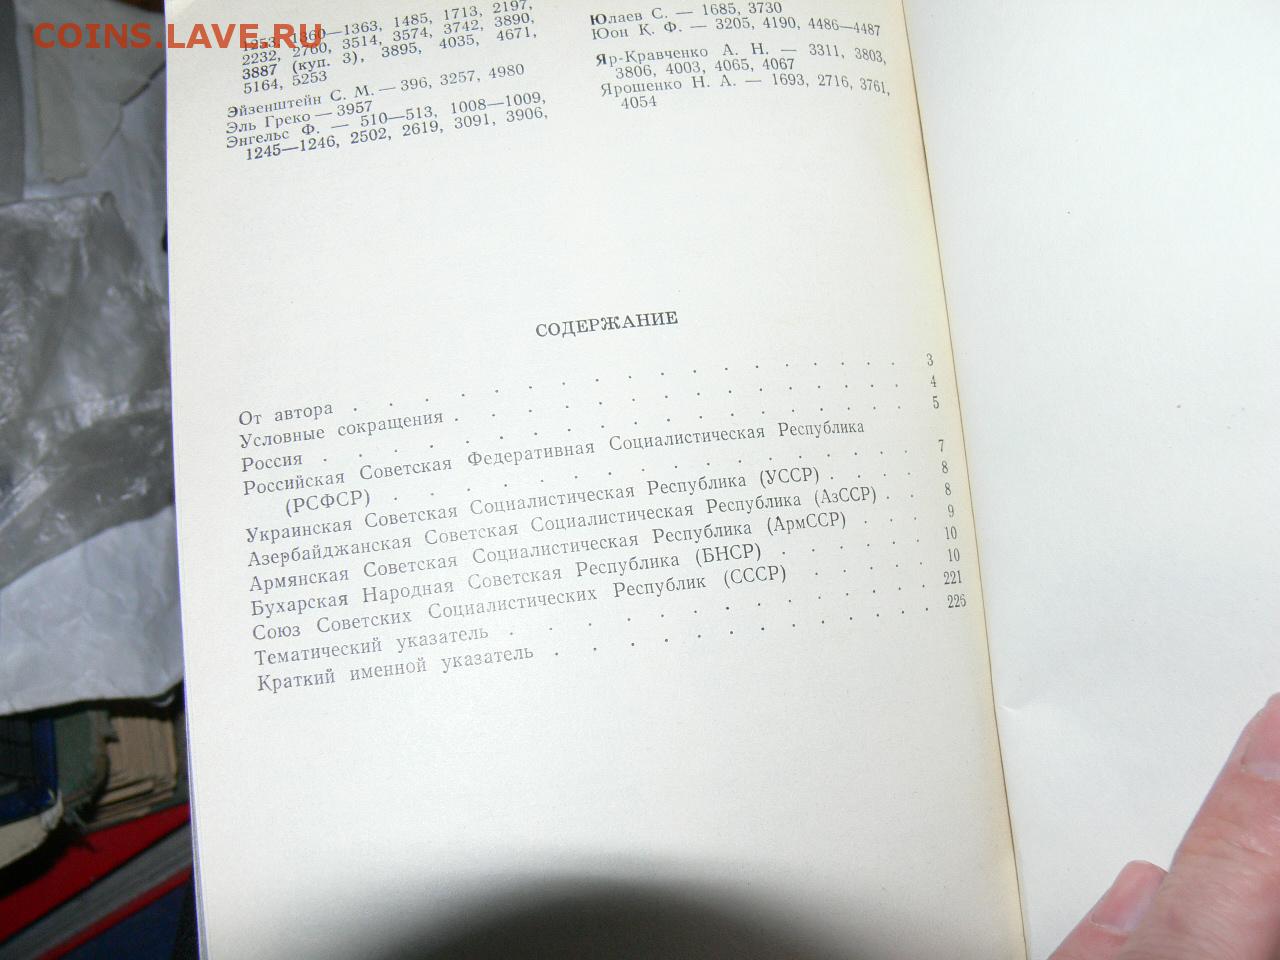 COINS.LAVE.RU
1253, 1360—1363, 1485, 1713, 2197,
2232, 2760, 3514, 3574, 3742, 3890,
3887 (куп. 3), 3895, 4035, 4671,
5164, 5253
Эйзенштейн С. М. — 396, 3257, 4980
Эль Греко — 3957
Энгельс Ф. — 510—513, 1008—1009,
1245—1246, 2502, 2619, 3091, 3906,
Юлаев С. — 1685, 3730
Юон К. Ф. — 3205, 4190, 4486—4487
Яр-Кравченко А. Н. — 3311, 3803,
3806, 4003, 4065, 4067
Ярошенко Н. А. — 1693, 2716, 3761,
4054
СОДЕРЖАНИЕ
От автора . . . . . . . . . . . . . . . . 3
Условные сокращения . . . . . . . . . . . . . 4
Россия . . . . . . . . . . . . . . . . . 5
Российская Советская Федеративная Социалистическая Республика
(РСФСР) . . . . . . . . . . . . . . . 7
Украинская Советская Социалистическая Республика (УССР) . . . . 8
Азербайджанская Советская Социалистическая Республика (АзССР) . . 8
Армянская Советская Социалистическая Республика (АрмССР) . . . 9
Бухарская Народная Советская Республика (БНСР) . . . . . 10
Союз Советских Социалистических Республик (СССР) . . . . 10
Тематический указатель . . . . . . . . . . . . 221
Краткий именной указатель . . . . . . . . . . . 226